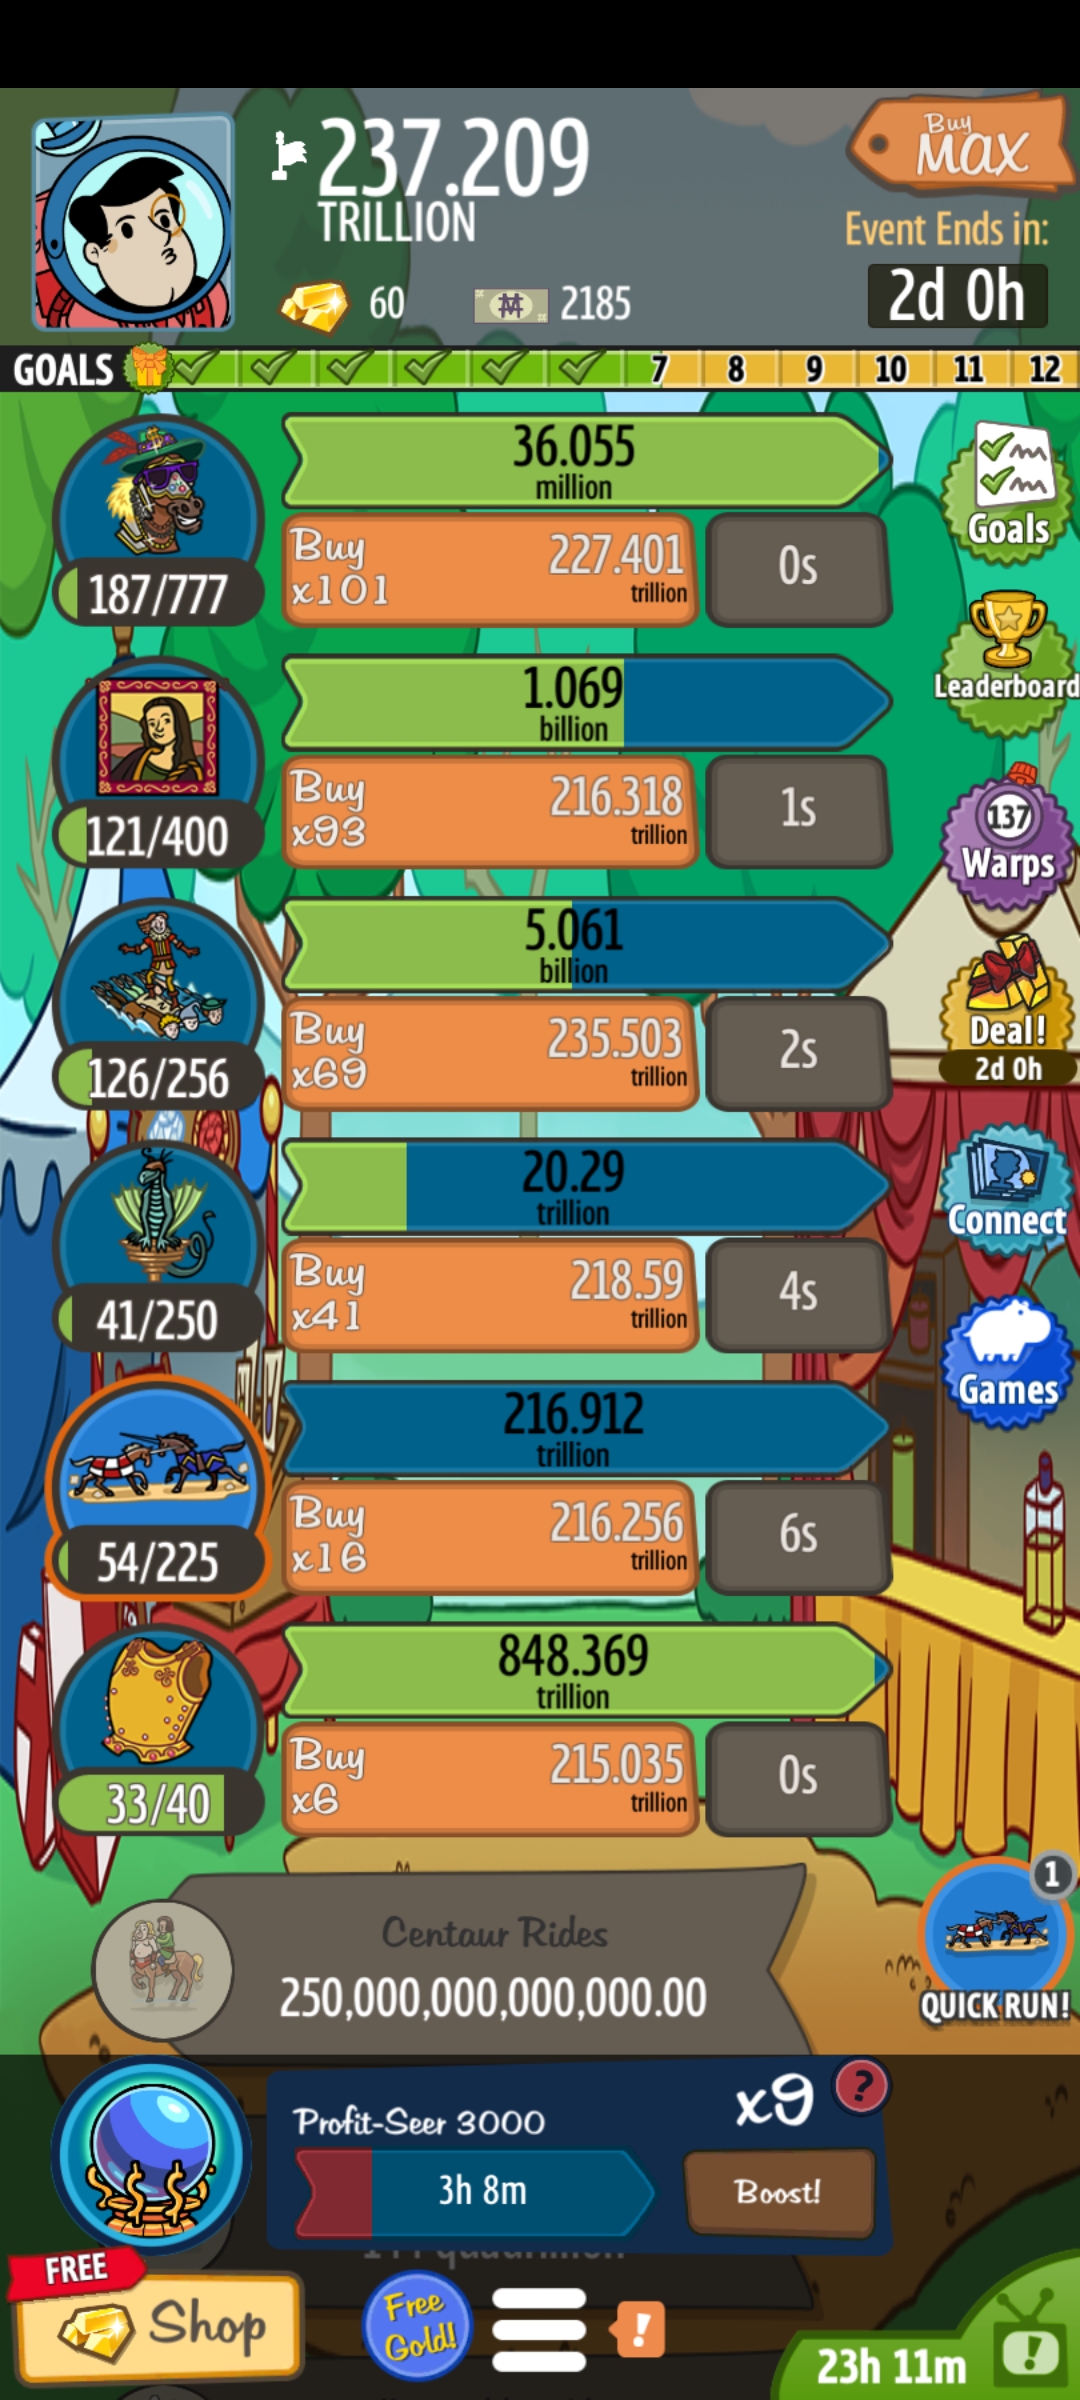 237.209
TRILLION
Buy
MAX
Event Ends in:
2d 0h
60
2185
GOALS
7 8 9 10 11 12
36.055
million
Buy
x101
227.401
trillion
0s
187/777
Goals
Leaderboard
1.069
billion
Buy
x93
216.318
trillion
1s
121/400
137
Warps
5.061
billion
Buy
x69
235.503
trillion
2s
126/256
Deal!
2d 0h
20.29
trillion
Buy
x41
218.59
trillion
4s
41/250
Connect
216.912
trillion
Buy
x16
216.256
trillion
6s
54/225
Games
848.369
trillion
Buy
x6
215.035
trillion
0s
33/40
Centaur Rides
250,000,000,000,000.00
1
QUICK RUN!
Profit-Seer 3000
x9
?
3h 8m
Boost!
FREE
Shop
Free
Gold!
!
23h 11m
!